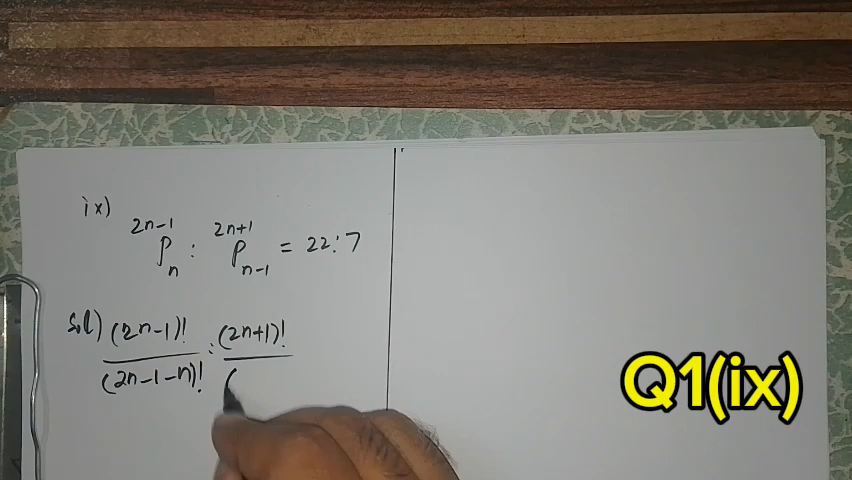 ix)
2n-1 P n : 2n+1 P n-1 = 22:7
Sol) (2n-1)! / (2n-1-n)! : (2n+1)! / (
Q1(ix)